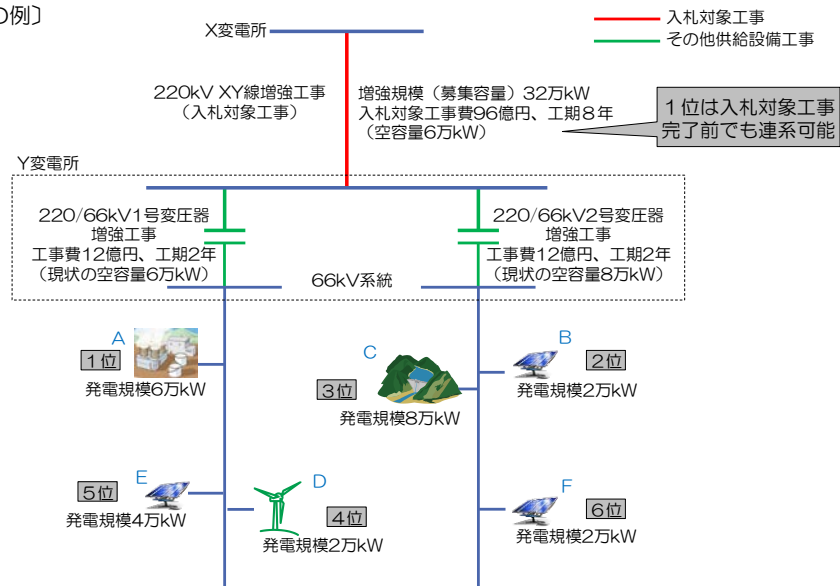 の例〕
入札対象工事
その他供給設備工事
X変電所
220kV XY線増強工事
(入札対象工事)
増強規模(募集容量)32万kW
入札対象工事費96億円、工期8年
(空容量6万kW)
1位は入札対象工事
完了前でも連系可能
Y変電所
220/66kV1号変圧器
増強工事
工事費12億円、工期2年
(現状の空容量6万kW)
220/66kV2号変圧器
増強工事
工事費12億円、工期2年
(現状の空容量8万kW)
66kV系統
A
1位
発電規模6万kW
C
3位
発電規模8万kW
B
2位
発電規模2万kW
E
5位
発電規模4万kW
D
4位
発電規模2万kW
F
6位
発電規模2万kW